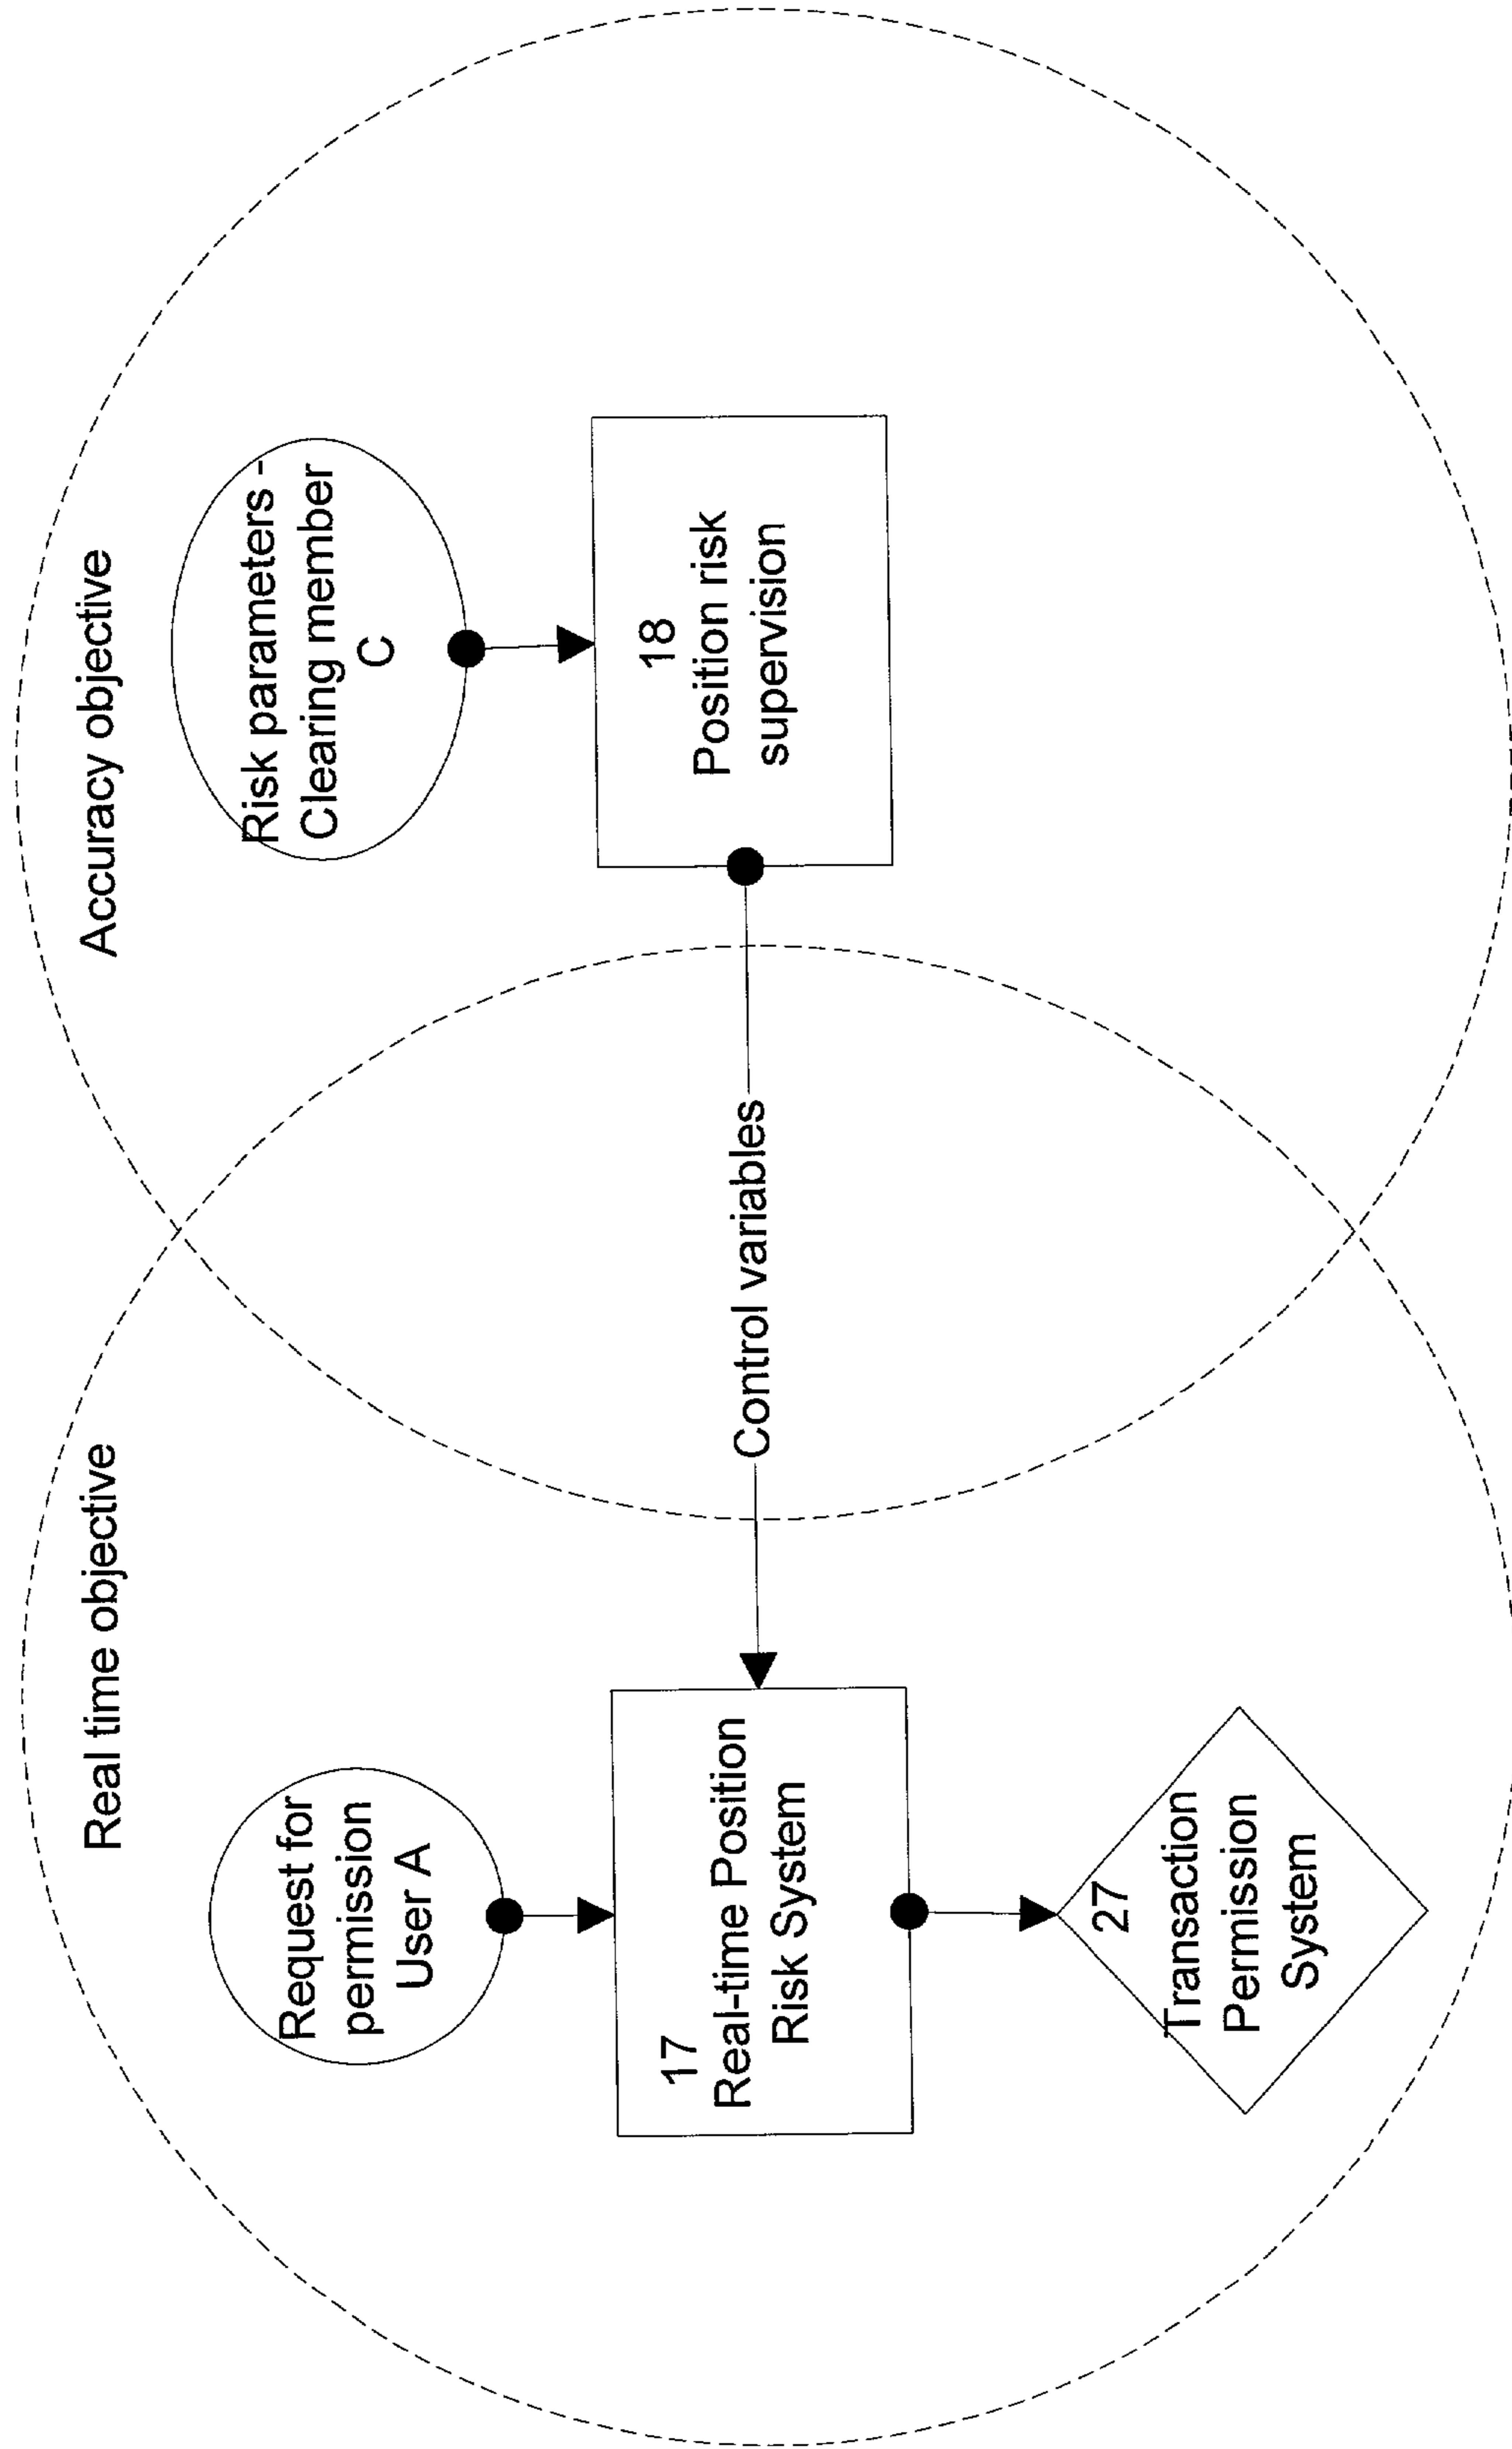 Real time objective
Accuracy objective
Request for
permission
User A
Risk parameters -
Clearing member
C
17
Real-time Position
Risk System
Control variables
18
Position risk
supervision
27
Transaction
Permission
System